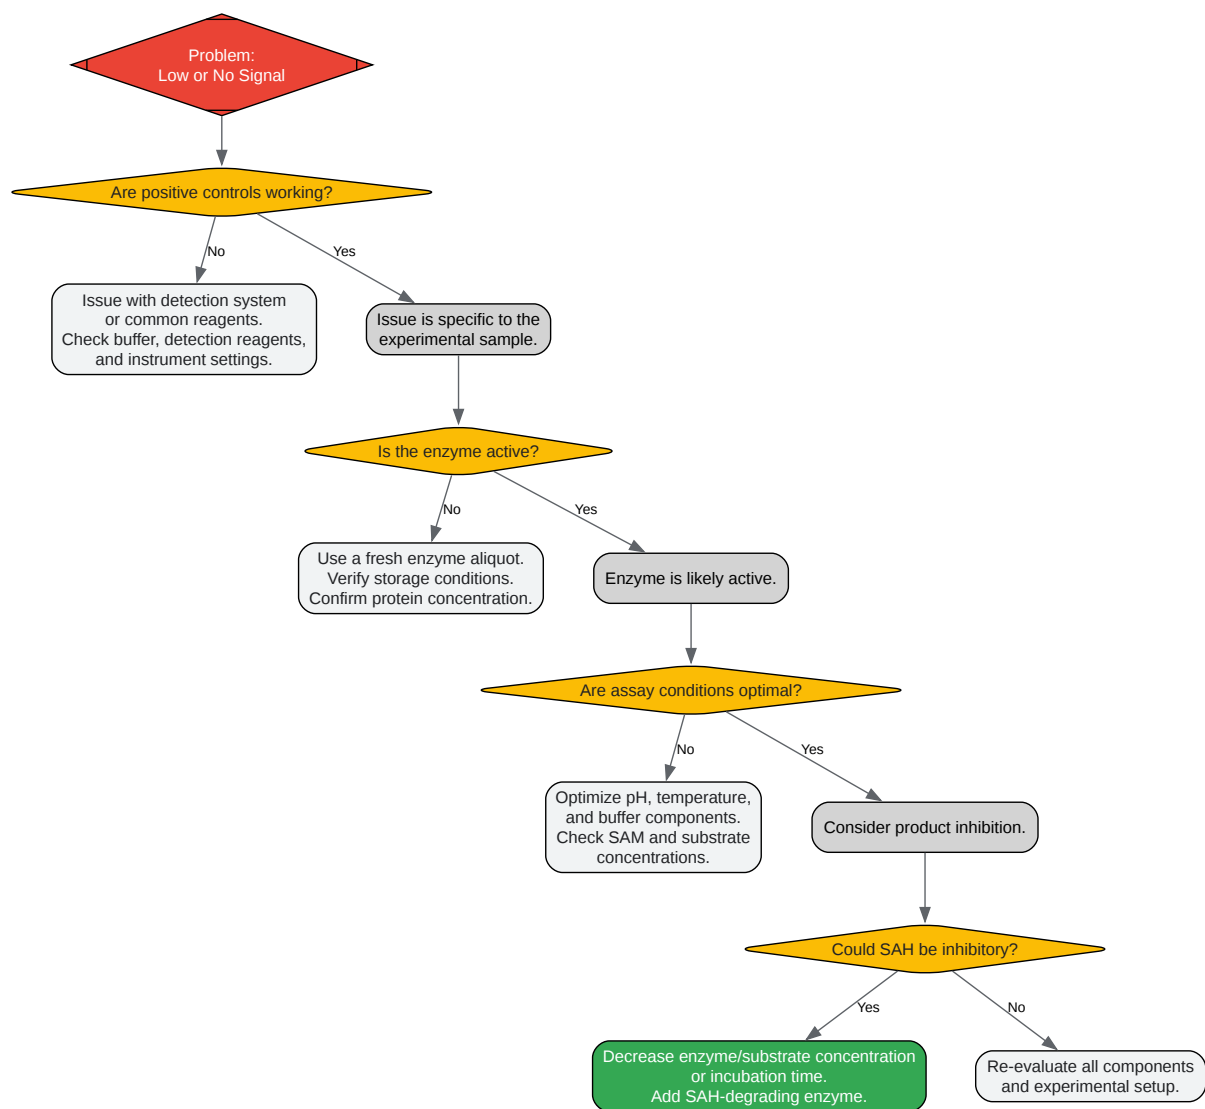 Problem:
Low or No Signal
Are positive controls working?
No
Yes
Issue with detection system
or common reagents.
Check buffer, detection reagents,
and instrument settings.
Issue is specific to the
experimental sample.
Is the enzyme active?
No
Yes
Use a fresh enzyme aliquot.
Verify storage conditions.
Confirm protein concentration.
Enzyme is likely active.
Are assay conditions optimal?
No
Yes
Optimize pH, temperature,
and buffer components.
Check SAM and substrate
concentrations.
Consider product inhibition.
Could SAH be inhibitory?
Yes
No
Decrease enzyme/substrate concentration
or incubation time.
Add SAH-degrading enzyme.
Re-evaluate all components
and experimental setup.